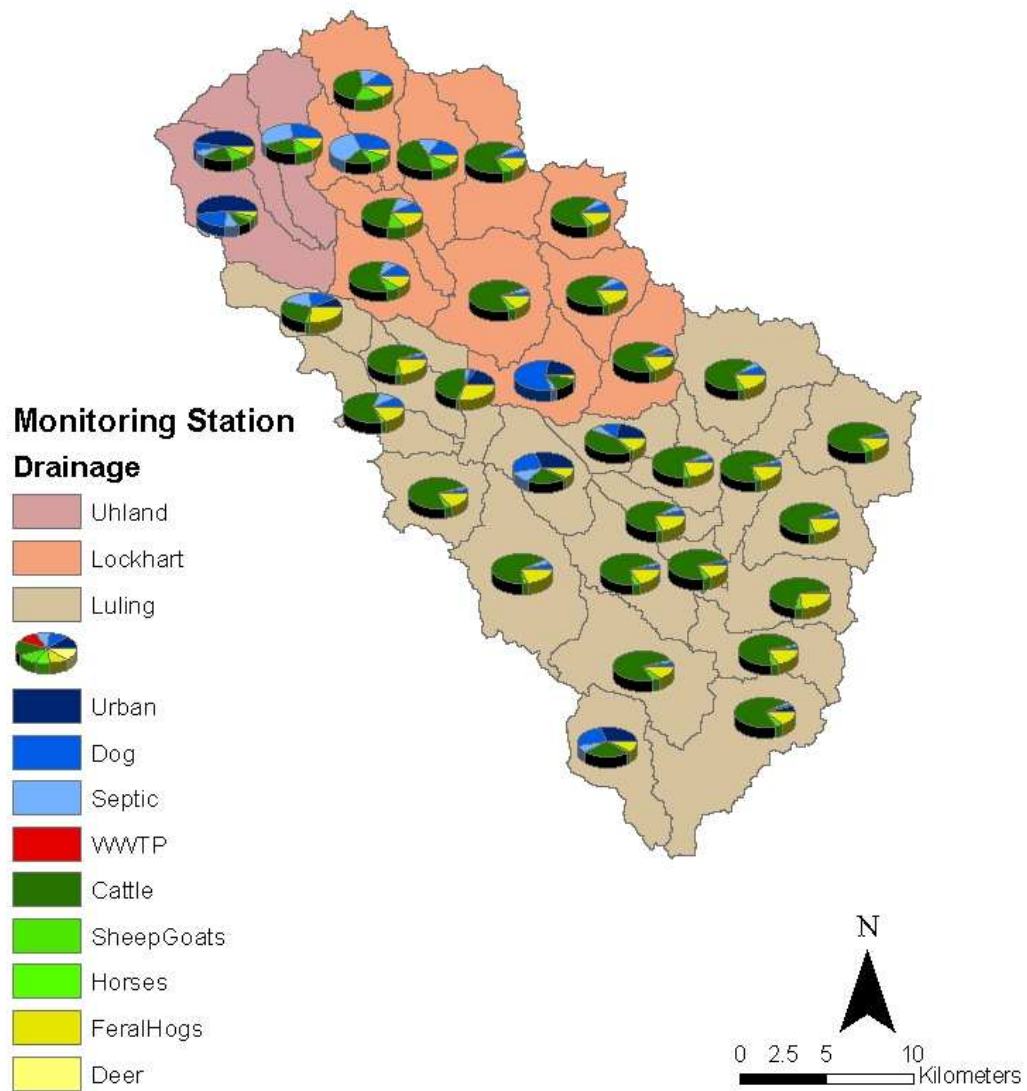 Monitoring Station
Drainage
Uhland
Lockhart
Luling
Urban
Dog
Septic
WWTP
Cattle
SheepGoats
Horses
FeralHogs
Deer
N
0 2.5 5 10
Kilometers